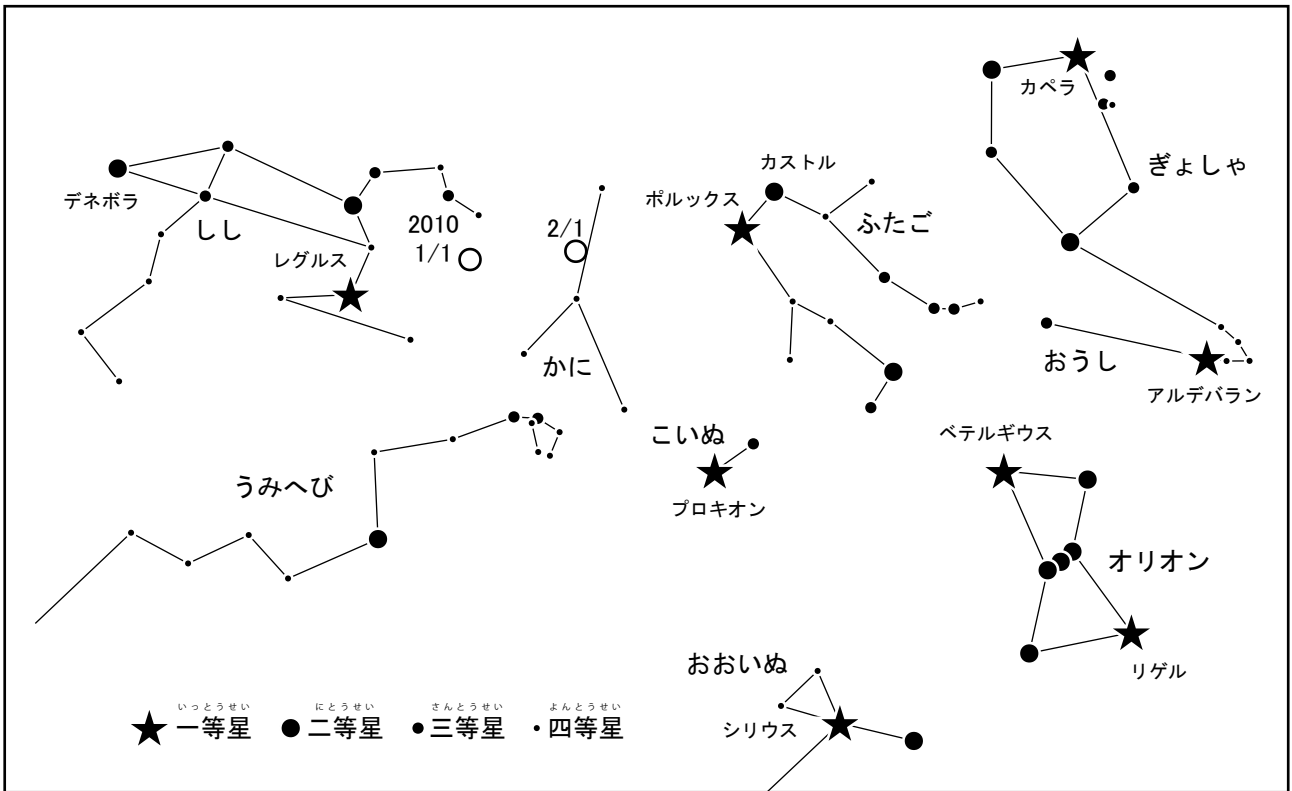 カペラ
ぎょしゃ
カストル
ポルックス
ふたご
デネボラ
しし
2010
1/1
2/1
レグルス
かに
おうし
アルデバラン
こいぬ
プロキオン
ベテルギウス
うみへび
オリオン
リゲル
おおいぬ
シリウス
いっとうせい にとうせい さんとうせい よんとうせい
一等星 二等星 三等星 四等星